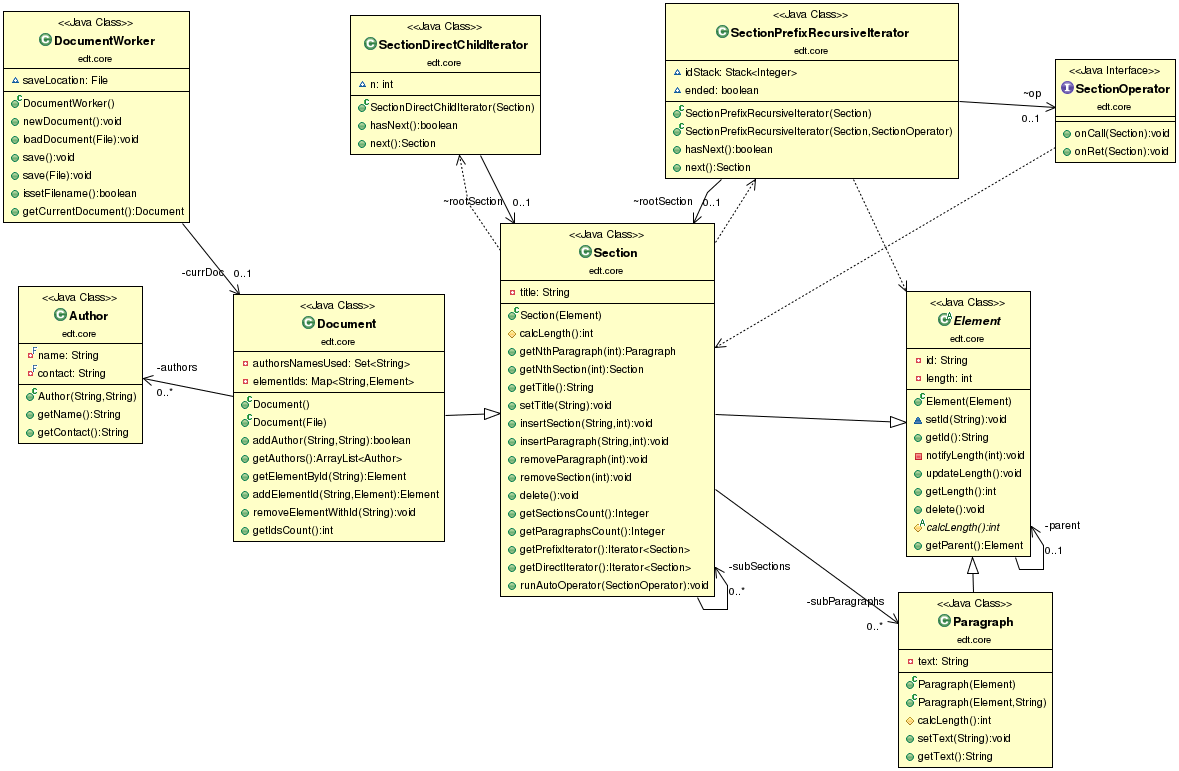 <<Java Class>>
DocumentWorker
edt.core
saveLocation: File
DocumentWorker()
newDocument():void
loadDocument(File):void
save():void
save(File):void
issetFilename():boolean
getCurrentDocument():Document
<<Java Class>>
SectionDirectChildIterator
edt.core
n: int
SectionDirectChildIterator(Section)
hasNext():boolean
next():Section
<<Java Class>>
SectionPrefixRecursiveIterator
edt.core
idStack: Stack<Integer>
ended: boolean
SectionPrefixRecursiveIterator(Section)
SectionPrefixRecursiveIterator(Section,SectionOperator)
hasNext():boolean
next():Section
~op
0..1
<<Java Interface>>
SectionOperator
edt.core
onCall(Section):void
onRet(Section):void
~rootSection
0..1
~rootSection
0..1
-currDoc
0..1
<<Java Class>>
Author
edt.core
name: String
contact: String
Author(String,String)
getName():String
getContact():String
-authors
0..*
<<Java Class>>
Document
edt.core
authorsNamesUsed: Set<String>
elementIds: Map<String,Element>
Document()
Document(File)
addAuthor(String,String):boolean
getAuthors():ArrayList<Author>
getElementById(String):Element
addElementId(String,Element):Element
removeElementWithId(String):void
getIdsCount():int
<<Java Class>>
Section
edt.core
title: String
Section(Element)
calcLength():int
getNthParagraph(int):Paragraph
getNthSection(int):Section
getTitle():String
setTitle(String):void
insertSection(String,int):void
insertParagraph(String,int):void
removeParagraph(int):void
removeSection(int):void
delete():void
getSectionsCount():Integer
getParagraphsCount():Integer
getPrefixIterator():Iterator<Section>
getDirectIterator():Iterator<Section>
runAutoOperator(SectionOperator):void
-subSections
0..*
-subParagraphs
0..*
<<Java Class>>
Element
edt.core
id: String
length: int
Element(Element)
setId(String):void
getId():String
notifyLength(int):void
updateLength():void
getLength():int
delete():void
calcLength():int
getParent():Element
-parent
0..1
<<Java Class>>
Paragraph
edt.core
text: String
Paragraph(Element)
Paragraph(Element,String)
calcLength():int
setText(String):void
getText():String